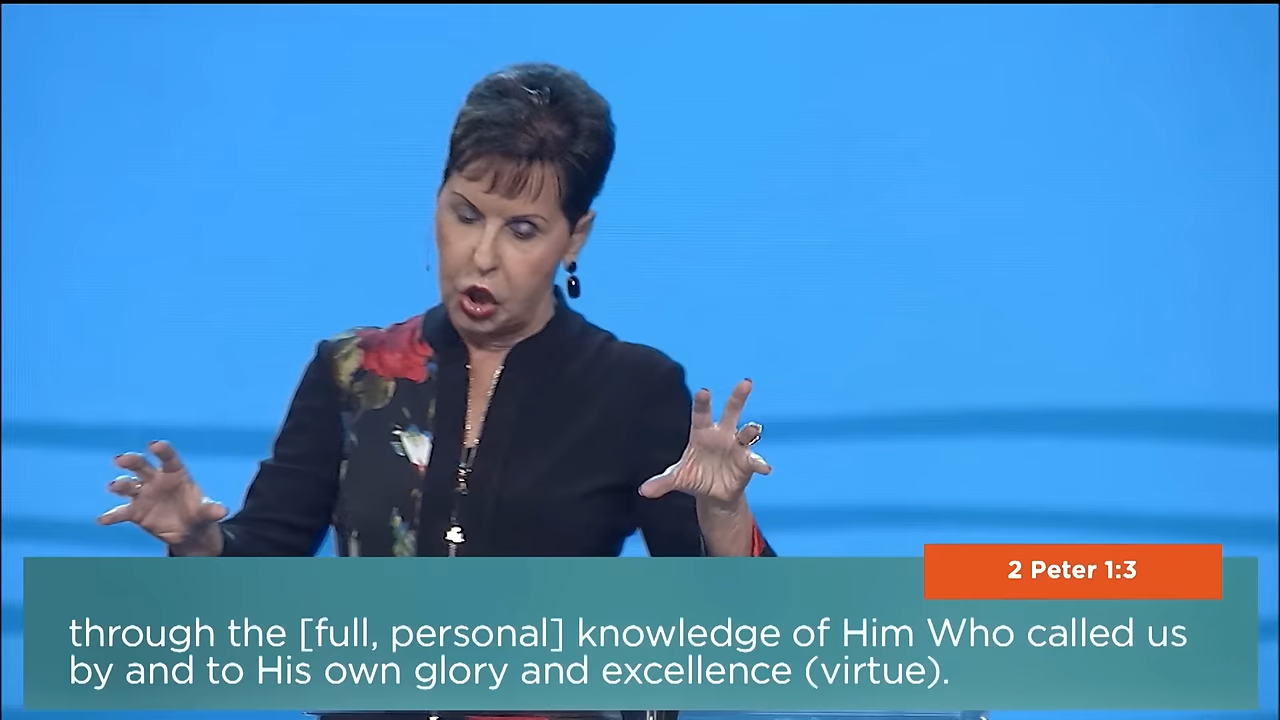 2 Peter 1:3
through the [full, personal] knowledge of Him Who called us
by and to His own glory and excellence (virtue).